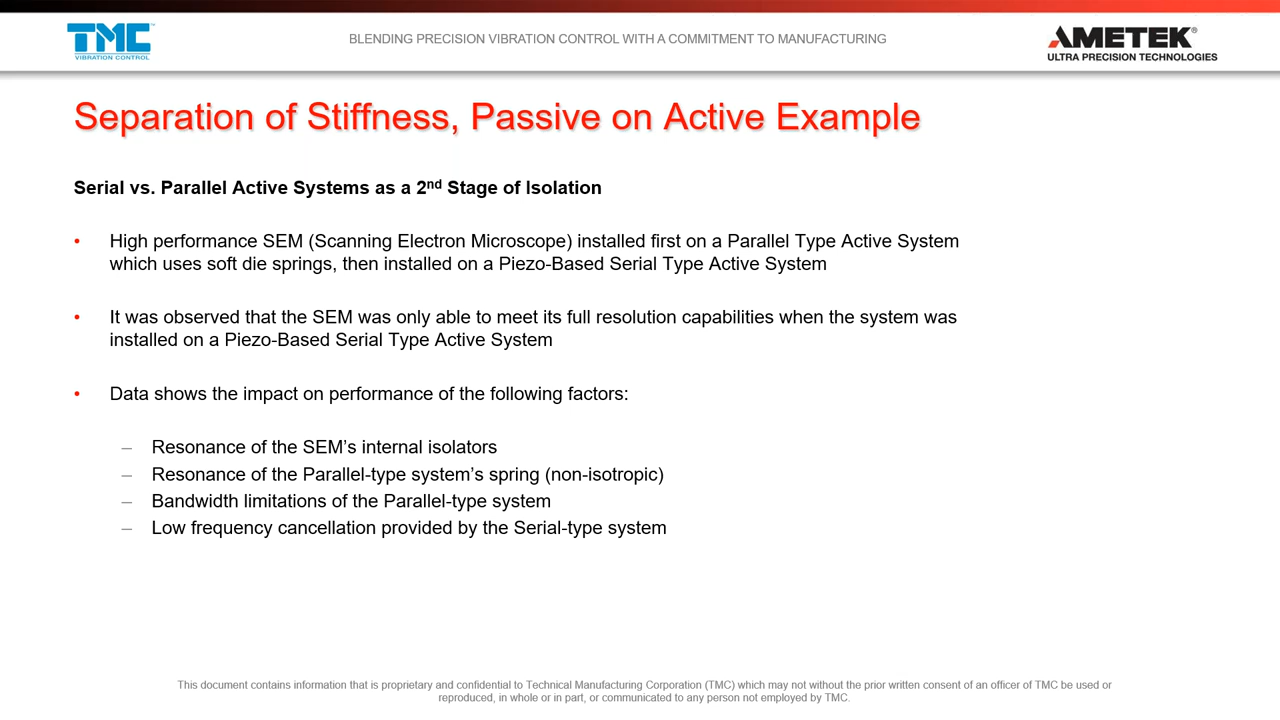 TMC™
VIBRATION CONTROL
BLENDING PRECISION VIBRATION CONTROL WITH A COMMITMENT TO MANUFACTURING
AMETEK®
ULTRA PRECISION TECHNOLOGIES
Separation of Stiffness, Passive on Active Example
Serial vs. Parallel Active Systems as a 2nd Stage of Isolation
• High performance SEM (Scanning Electron Microscope) installed first on a Parallel Type Active System
which uses soft die springs, then installed on a Piezo-Based Serial Type Active System
• It was observed that the SEM was only able to meet its full resolution capabilities when the system was
installed on a Piezo-Based Serial Type Active System
• Data shows the impact on performance of the following factors:
– Resonance of the SEM’s internal isolators
– Resonance of the Parallel-type system’s spring (non-isotropic)
– Bandwidth limitations of the Parallel-type system
– Low frequency cancellation provided by the Serial-type system
This document contains information that is proprietary and confidential to Technical Manufacturing Corporation (TMC) which may not without the prior written consent of an officer of TMC be used or
reproduced, in whole or in part, or communicated to any person not employed by TMC.